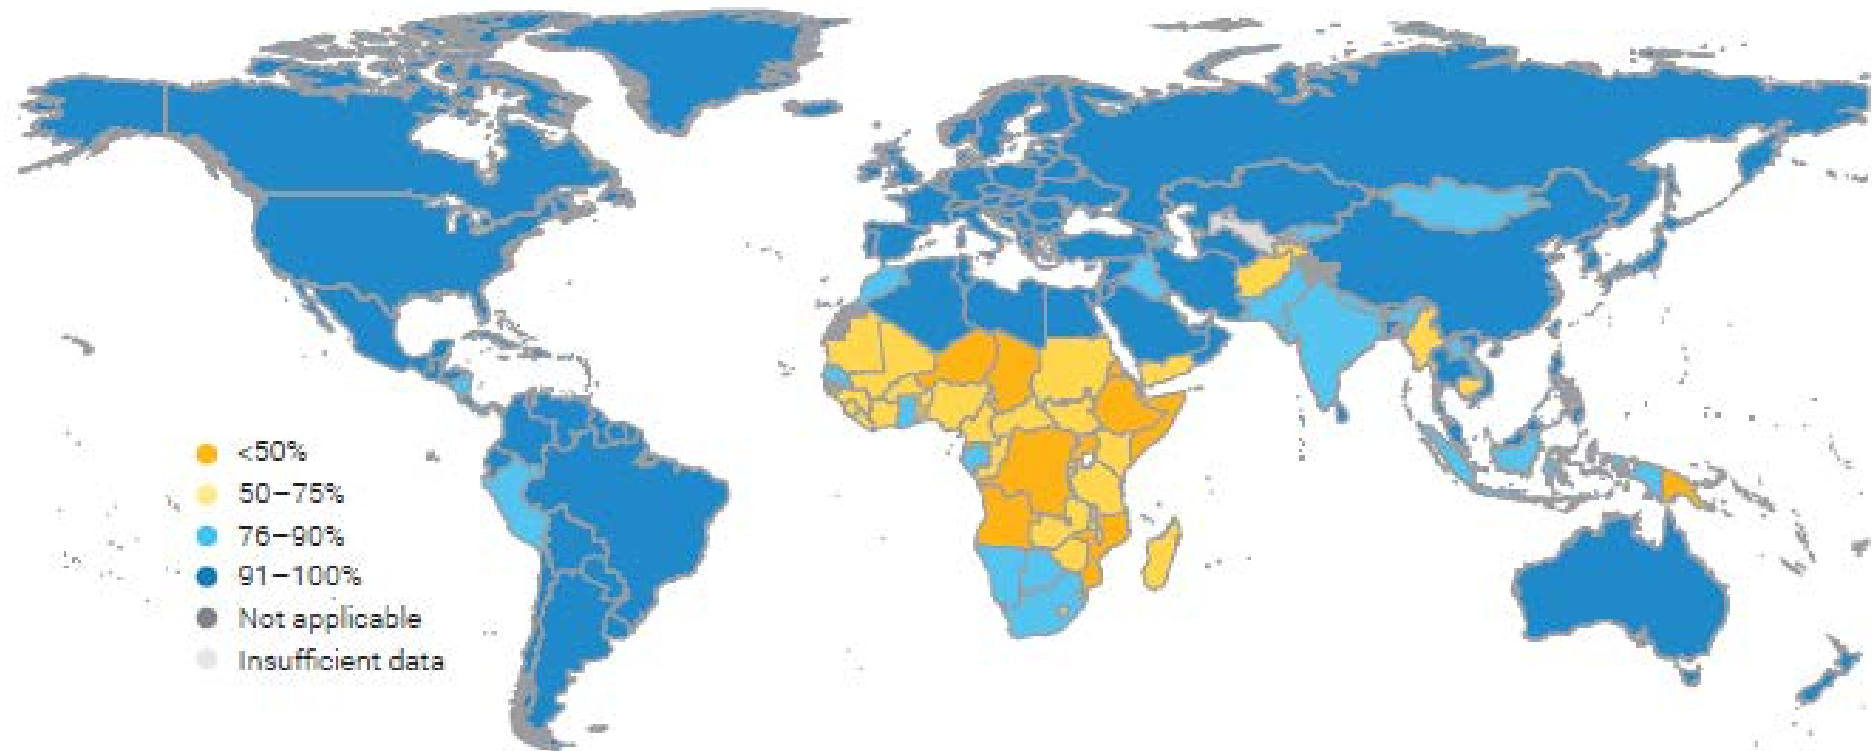 <50%
50–75%
76–90%
91–100%
Not applicable
Insufficient data